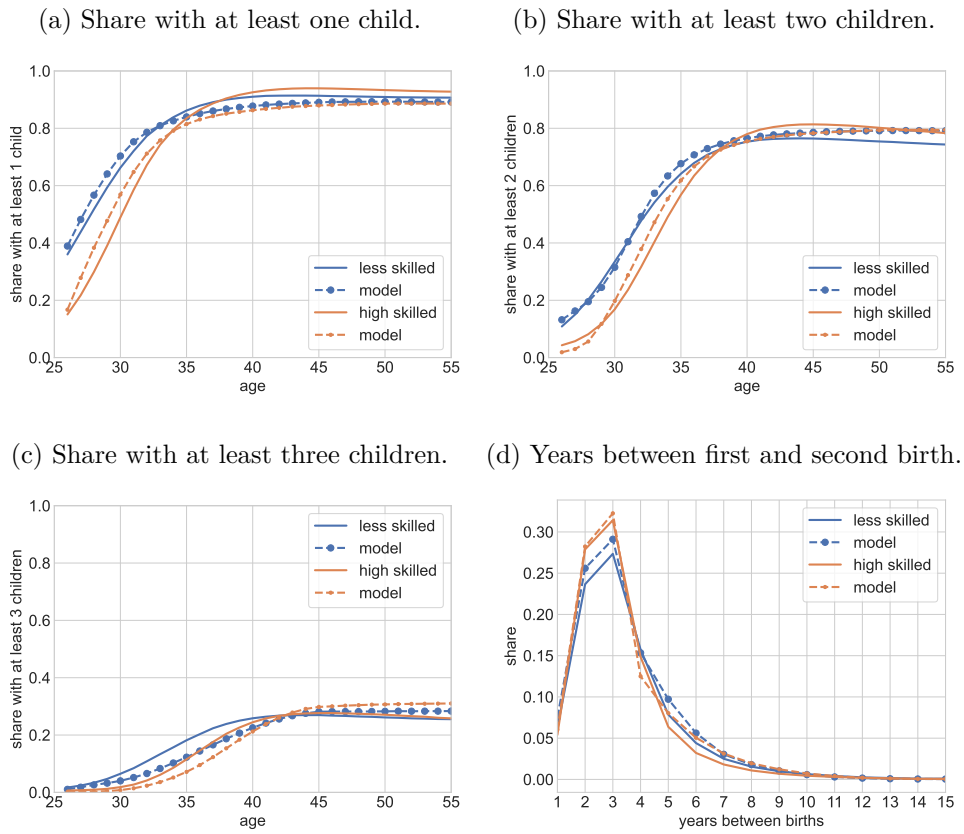 (a) Share with at least one child.
share with at least 1 child
1.0
0.8
0.6
0.4
0.2
0.0
less skilled
model
high skilled
model
25 30 35 40 45 50 55
age
(b) Share with at least two children.
share with at least 2 children
1.0
0.8
0.6
0.4
0.2
0.0
less skilled
model
high skilled
model
25 30 35 40 45 50 55
age
(c) Share with at least three children.
share with at least 3 children
1.0
0.8
0.6
0.4
0.2
0.0
less skilled
model
high skilled
model
25 30 35 40 45 50 55
age
(d) Years between first and second birth.
share
0.30
0.25
0.20
0.15
0.10
0.05
0.00
less skilled
model
high skilled
model
1 2 3 4 5 6 7 8 9 10 11 12 13 14 15
years between births